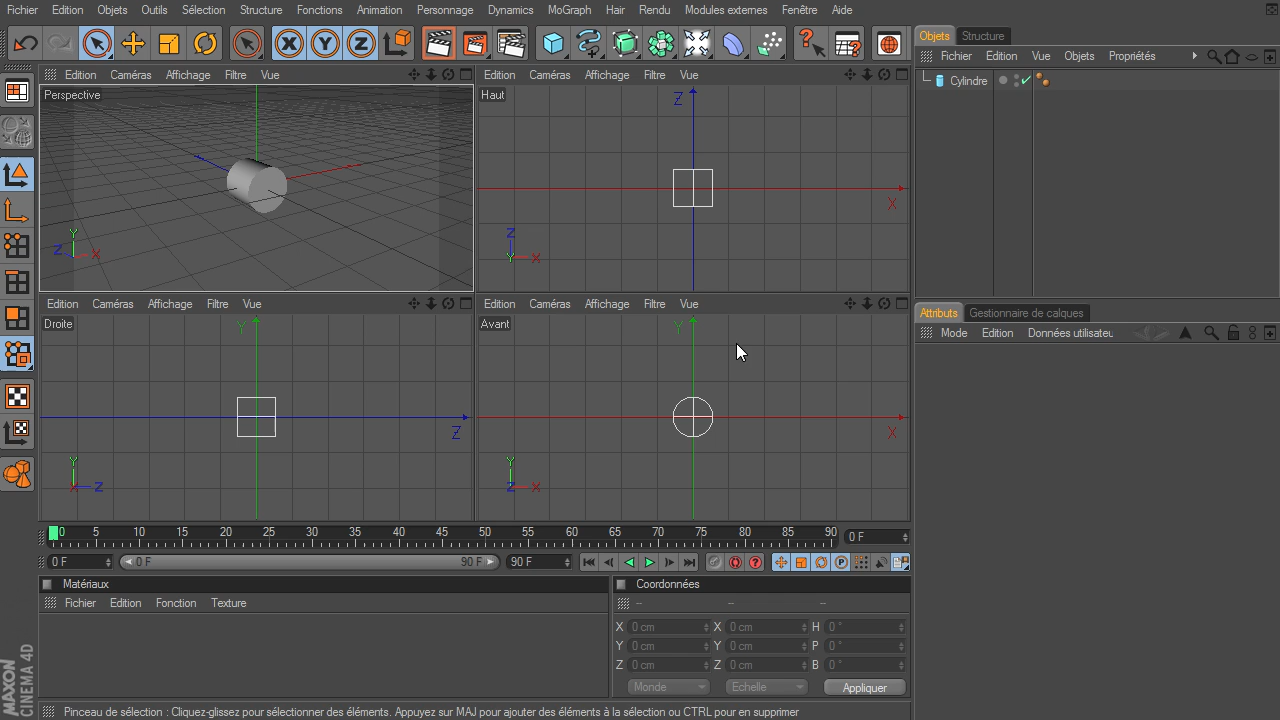 Fichier Edition Objets Outils Sélection Structure Fonctions Animation Personnage Dynamics MoGraph Hair Rendu Modules externes Fenêtre Aide
Objets Structure
Fichier Edition Vue Objets Propriétés
Cylindre
Edition Caméras Affichage Filtre Vue
Perspective
Y
Z X
Edition Caméras Affichage Filtre Vue
Haut
Z
X
Z
Y X
Edition Caméras Affichage Filtre Vue
Droite
Y
Z
Y
X Z
Edition Caméras Affichage Filtre Vue
Avant
Y
X
Y
Z X
Attributs Gestionnaire de calques
Mode Edition Données utilisateu
0 5 10 15 20 25 30 35 40 45 50 55 60 65 70 75 80 85 90 0 F
0 F 0 F 90 F 90 F
Matériaux
Fichier Edition Fonction Texture
Coordonnées
-- -- --
X 0 cm X 0 cm H 0 °
Y 0 cm Y 0 cm P 0 °
Z 0 cm Z 0 cm B 0 °
Monde Echelle Appliquer
MAXON
CINEMA 4D
Pinceau de sélection : Cliquez-glissez pour sélectionner des éléments. Appuyez sur MAJ pour ajouter des éléments à la sélection ou CTRL pour en supprimer